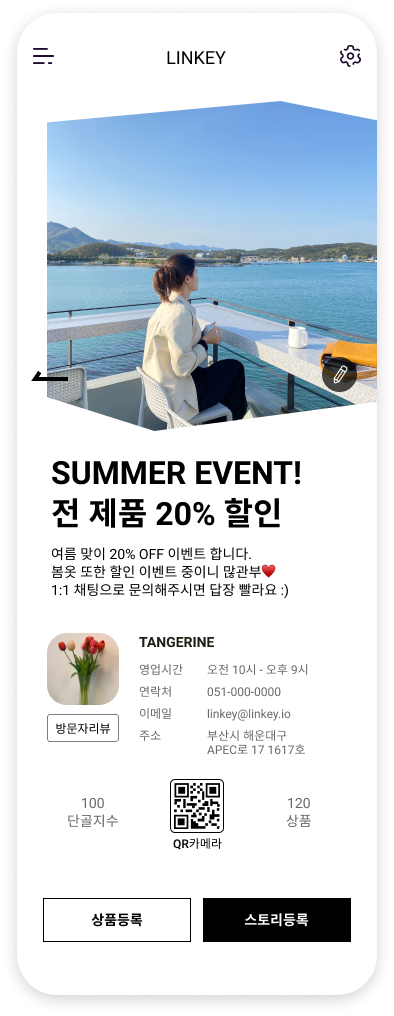 LINKEY
SUMMER EVENT!
전 제품 20% 할인
여름 맞이 20% OFF 이벤트 합니다.
봄옷 또한 할인 이벤트 중이니 많관부♥️
1:1 채팅으로 문의해주시면 답장 빨라요 :)
TANGERINE
영업시간 오전 10시 - 오후 9시
연락처 051-000-0000
이메일 linkey@linkey.io
주소 부산시 해운대구
APEC로 17 1617호
방문자리뷰
100
단골지수
QR카메라
120
상품
상품등록
스토리등록